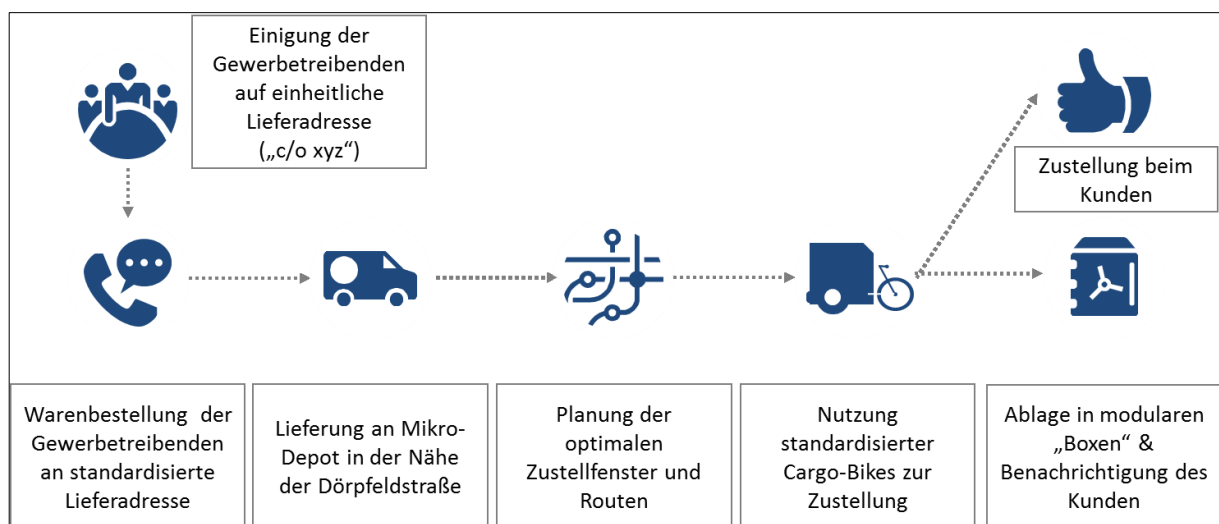 Einigung der
Gewerbetreibenden
auf einheitliche
Lieferadresse
(„c/o xyz“)
Zustellung beim
Kunden
Warenbestellung der
Gewerbetreibenden
an standardisierte
Lieferadresse
Lieferung an Mikro-
Depot in der Nähe
der Dörpfeldstraße
Planung der
optimalen
Zustellfenster und
Routen
Nutzung
standardisierter
Cargo-Bikes zur
Zustellung
Ablage in modularen
„Boxen“ &
Benachrichtigung des
Kunden